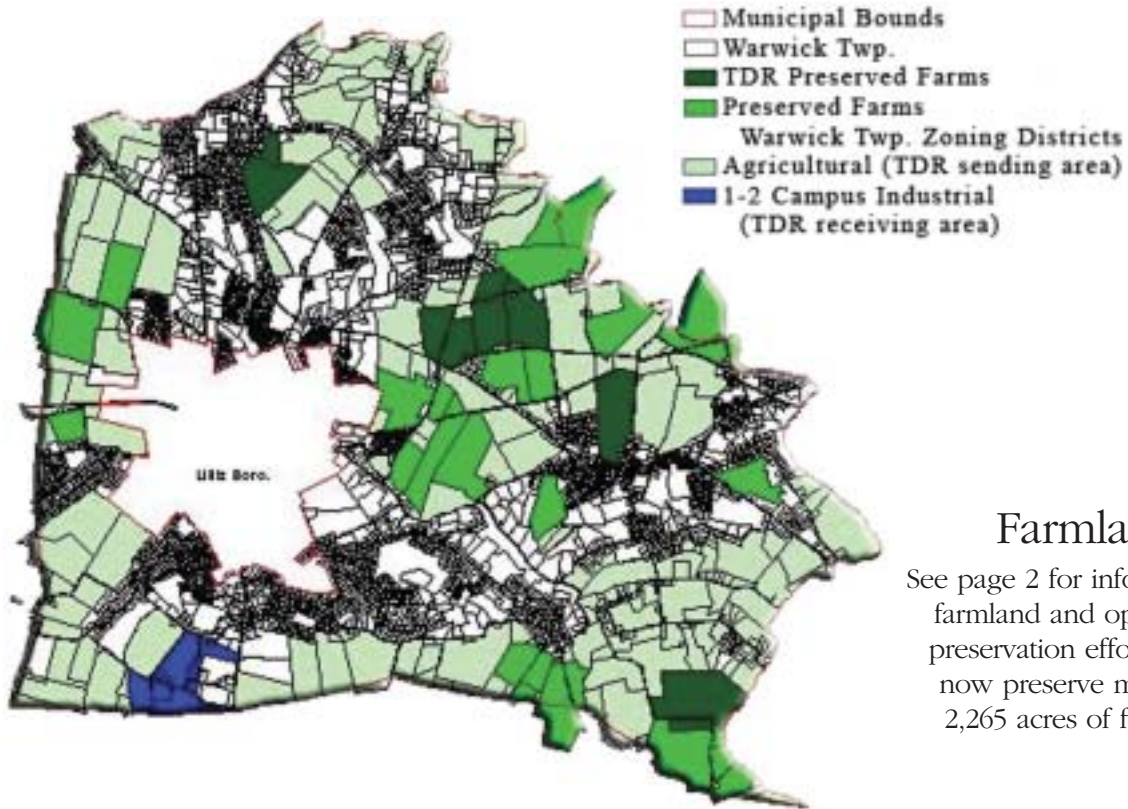 Municipal Bounds
Warwick Twp.
TDR Preserved Farms
Preserved Farms
Warwick Twp. Zoning Districts
Agricultural (TDR sending area)
1-2 Campus Industrial
(TDR receiving area)
Lititz Boro.
Farmla
See page 2 for info
farmland and op
preservation effo
now preserve m
2,265 acres of f